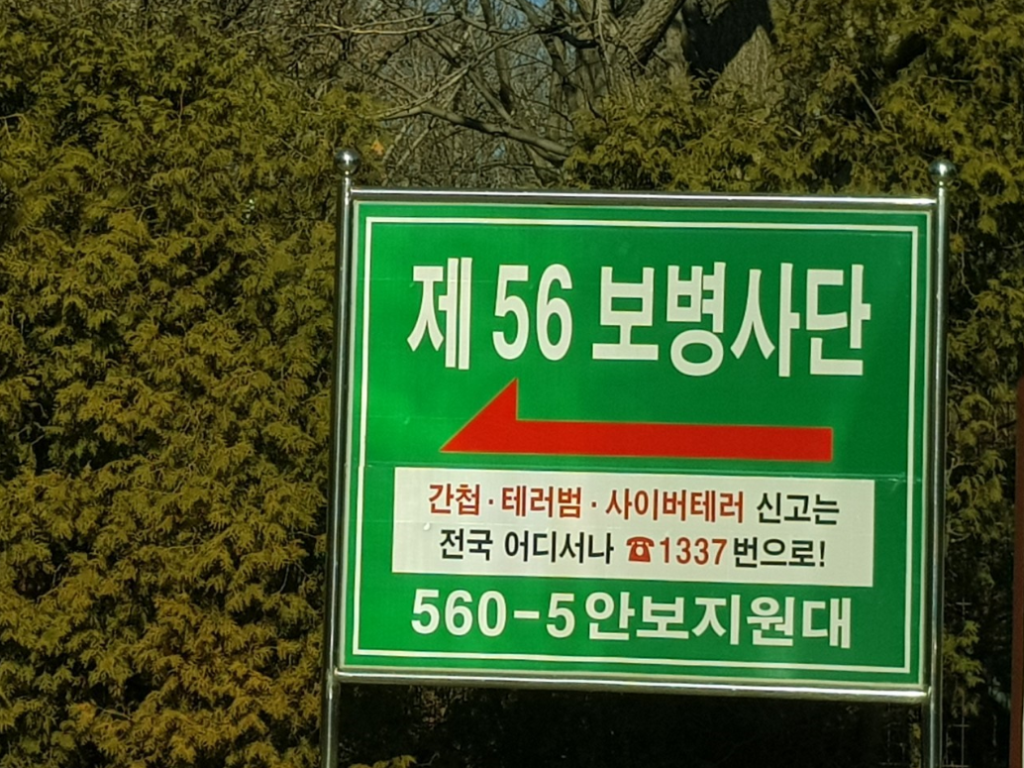 제 56 보병사단
간첩·테러범·사이버테러 신고는
전국 어디서나 ☎1337번으로!
560-5안보지원대